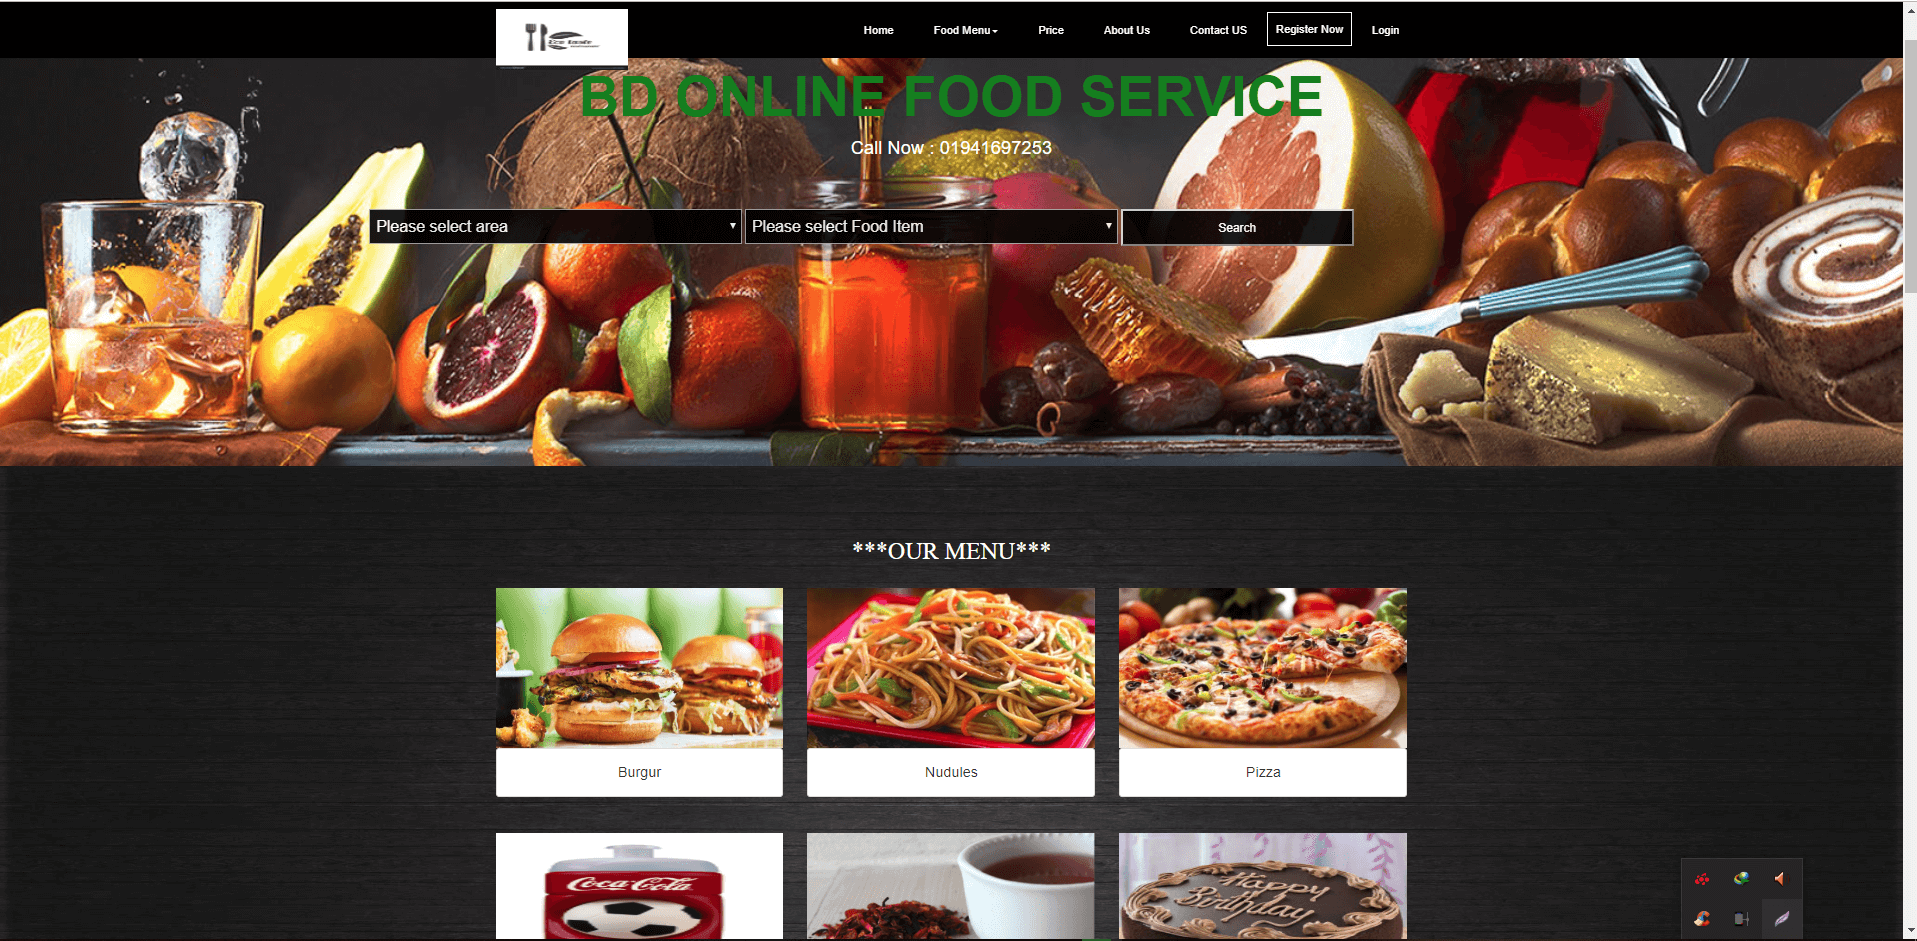 Home Food Menu Price About Us Contact US Register Now Login
BD ONLINE FOOD SERVICE
Call Now : 01941697253
Please select area Please select Food Item Search
***OUR MENU***
Burgur Nudules Pizza
Coca-Cola
Happy
Birthday